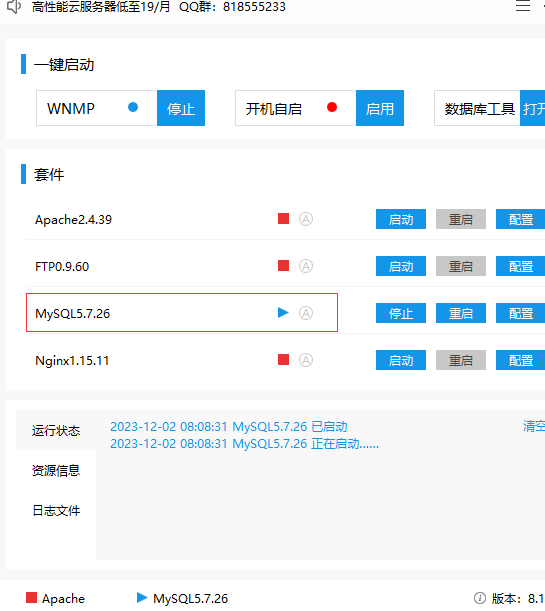 高性能云服务器低至19/月 QQ群：818555233
一键启动
WNMP 停止 开机自启 启用 数据库工具 打开
套件
Apache2.4.39 A 启动 重启 配置
FTP0.9.60 A 启动 重启 配置
MySQL5.7.26 A 停止 重启 配置
Nginx1.15.11 A 启动 重启 配置
运行状态 2023-12-02 08:08:31 MySQL5.7.26 已启动 清空
2023-12-02 08:08:31 MySQL5.7.26 正在启动......
资源信息
日志文件
Apache MySQL5.7.26 版本：8.1